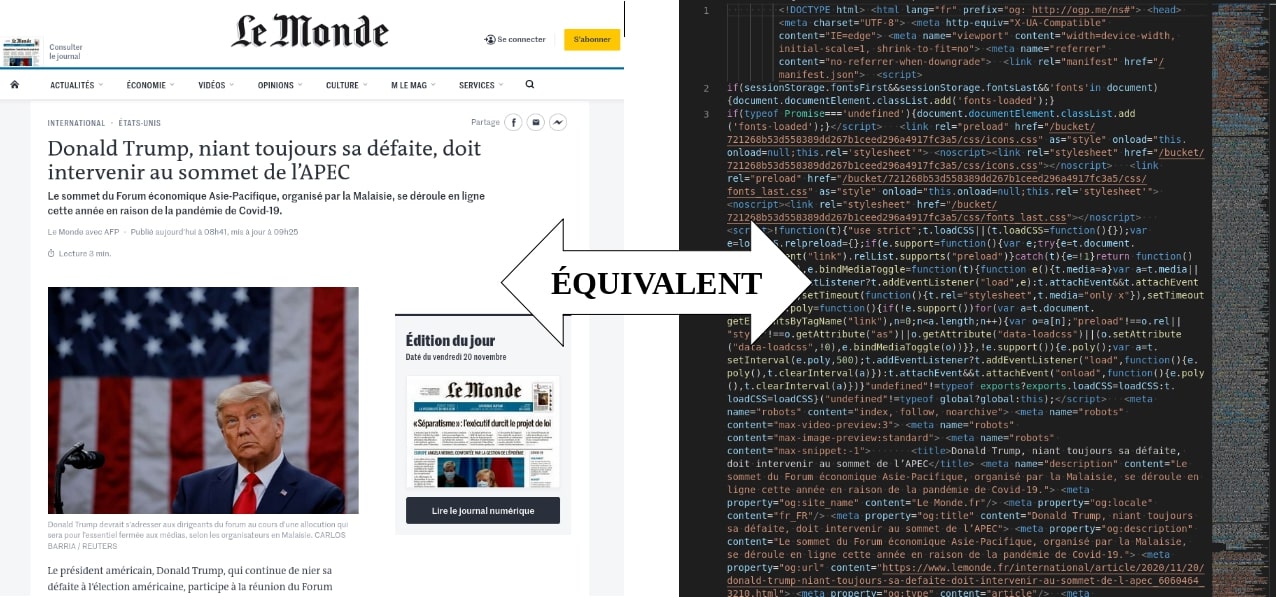 Le Monde
Consulter
le journal
Se connecter
S'abonner
ACTUALITÉS
ÉCONOMIE
VIDÉOS
OPINIONS
CULTURE
M LE MAG
SERVICES
INTERNATIONAL · ÉTATS-UNIS
Partage
Donald Trump, niant toujours sa défaite, doit
intervenir au sommet de l'APEC
Le sommet du Forum économique Asie-Pacifique, organisé par la Malaisie, se déroule en ligne
cette année en raison de la pandémie de Covid-19.
Le Monde avec AFP · Publié aujourd'hui à 08h41, mis à jour à 09h25
Lecture 3 min.
Donald Trump devrait s'adresser aux dirigeants du forum au cours d'une allocution qui
sera pour l'essentiel fermée aux médias, selon les organisateurs en Malaisie. CARLOS
BARRIA / REUTERS
Le président américain, Donald Trump, qui continue de nier sa
défaite à l'élection américaine, participe à la réunion du Forum
Édition du jour
Daté du vendredi 20 novembre
Le Monde
« Séparatisme » : l'exécutif durcit le projet de loi
Lire le journal numérique
ÉQUIVALENT
1 <!DOCTYPE html> <html lang="fr" prefix="og: http://ogp.me/ns#"> <head>
<meta charset="UTF-8"> <meta http-equiv="X-UA-Compatible"
content="IE=edge"> <meta name="viewport" content="width=device-width,
initial-scale=1, shrink-to-fit=no"> <meta name="referrer"
content="no-referrer-when-downgrade"> <link rel="manifest" href="/
manifest.json"> <script>
2 if(sessionStorage.fontsFirst&&sessionStorage.fontsLast&&'fonts'in document)
{document.documentElement.classList.add('fonts-loaded');}
3 if(typeof Promise==='undefined'){document.documentElement.classList.add
('fonts-loaded');}</script> <link rel="preload" href="/bucket/
721268b53d558389dd267b1ceed296a4917fc3a5/css/icons.css" as="style" onload="this.
onload=null;this.rel='stylesheet'"> <noscript><link rel="stylesheet" href="/bucket/
721268b53d558389dd267b1ceed296a4917fc3a5/css/icons.css"></noscript> <link
rel="preload" href="/bucket/721268b53d558389dd267b1ceed296a4917fc3a5/css/
fonts_last.css" as="style" onload="this.onload=null;this.rel='stylesheet'">
<noscript><link rel="stylesheet" href="/bucket/
721268b53d558389dd267b1ceed296a4917fc3a5/css/fonts_last.css"></noscript>
<script>!function(t){"use strict";t.loadCSS||(t.loadCSS=function(){});var
relpreload={};if(e.support=function(){var e;try{e=t.document.
("link").relList.supports("preload")}catch(t){e=!1}return function()
e.bindMediaToggle=function(t){function e(){t.media=a}var a=t.media||
t.addEventListener("load",e):t.attachEvent&&t.attachEvent
,setTimeout(function(){t.rel="stylesheet",t.media="only x"}),setTimeout
poly=function(){if(!e.support())for(var a=t.document.
getElementsByTagName("link"),n=0;n<a.length;n++){var o=a[n];"preload"!==o.rel||
"style"!==o.getAttribute("as")||o.getAttribute("data-loadcss")||(o.setAttribute
("data-loadcss",!0),e.bindMediaToggle(o))}},!e.support()){e.poly();var a=t.
setInterval(e.poly,500);t.addEventListener?t.addEventListener("load",function(){e.
poly(),t.clearInterval(a)}):t.attachEvent&&t.attachEvent("onload",function(){e.poly
(),t.clearInterval(a)})}"undefined"!=typeof exports?exports.loadCSS=loadCSS:t.
loadCSS=loadCSS}("undefined"!=typeof global?global:this);</script> <meta
name="robots" content="index, follow, noarchive"> <meta name="robots"
content="max-video-preview:3"> <meta name="robots"
content="max-image-preview:standard"> <meta name="robots"
content="max-snippet:-1"> <title>Donald Trump, niant toujours sa défaite,
doit intervenir au sommet de l'APEC</title> <meta name="description" content="Le
sommet du Forum économique Asie-Pacifique, organisé par la Malaisie, se déroule en
ligne cette année en raison de la pandémie de Covid-19."> <meta
property="og:site_name" content="Le Monde.fr"/> <meta property="og:locale"
content="fr_FR"/> <meta property="og:title" content="Donald Trump, niant toujours
sa défaite, doit intervenir au sommet de l'APEC"> <meta property="og:description"
content="Le sommet du Forum économique Asie-Pacifique, organisé par la Malaisie,
se déroule en ligne cette année en raison de la pandémie de Covid-19."> <meta
property="og:url" content="https://www.lemonde.fr/international/article/2020/11/20/
donald-trump-niant-toujours-sa-defaite-doit-intervenir-au-sommet-de-l-apec_6060464_
3210.html"> <meta property="og:type" content="article"/> <meta